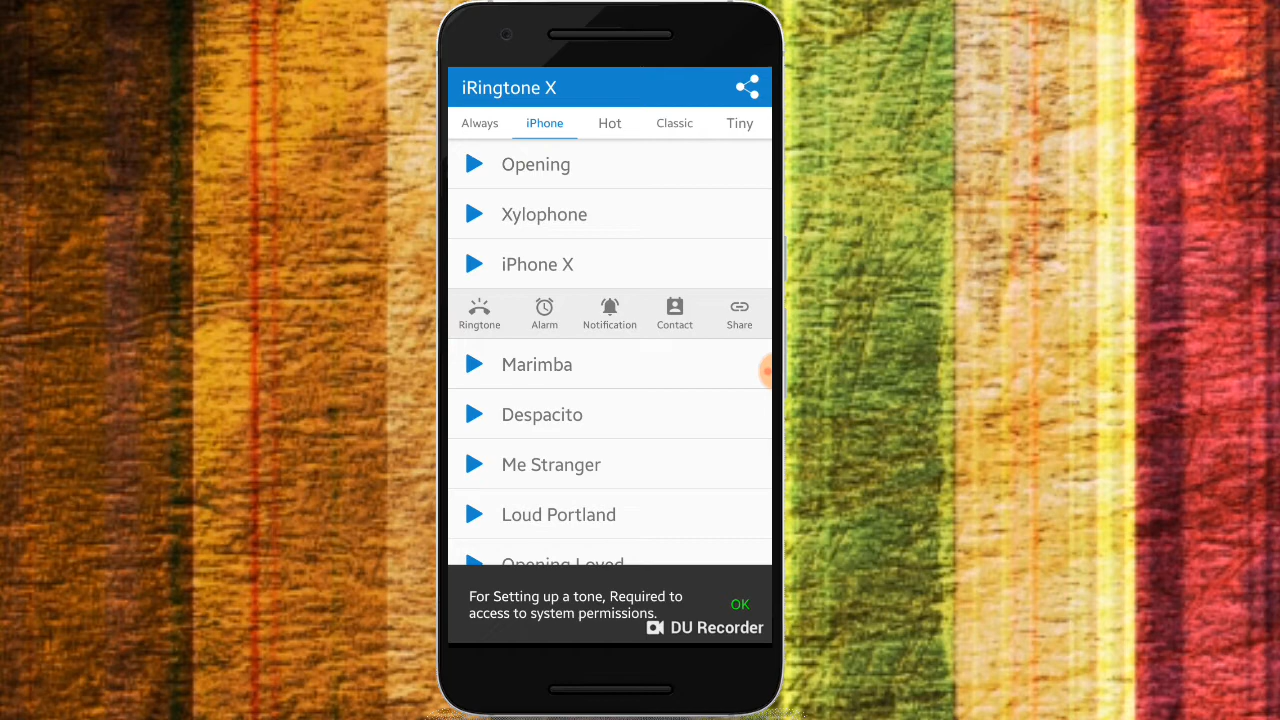 iRingtone X
Always iPhone Hot Classic Tiny
Opening
Xylophone
iPhone X
Ringtone Alarm Notification Contact Share
Marimba
Despacito
Me Stranger
Loud Portland
Opening Loved
For Setting up a tone, Required to
access to system permissions.
OK
DU Recorder